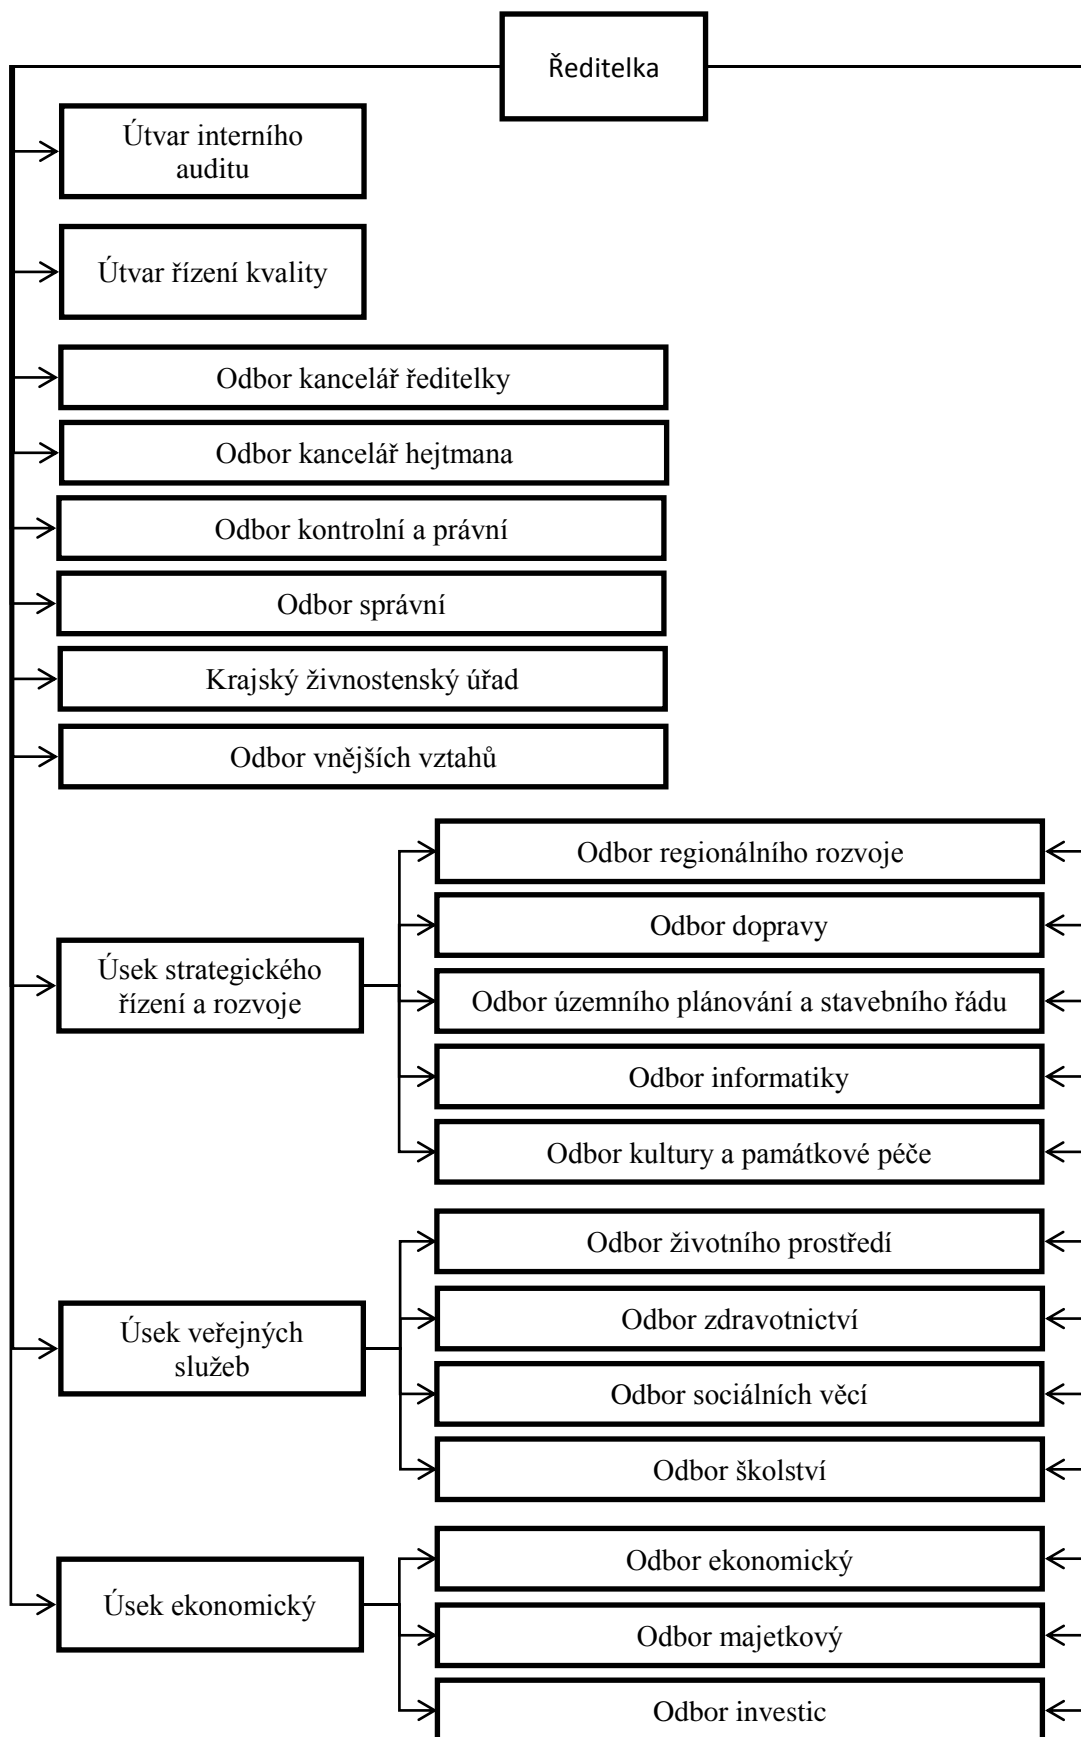 Ředitelka
Útvar interního
auditu
Útvar řízení kvality
Odbor kancelář ředitelky
Odbor kancelář hejtmana
Odbor kontrolní a právní
Odbor správní
Krajský živnostenský úřad
Odbor vnějších vztahů
Úsek strategického
řízení a rozvoje
Odbor regionálního rozvoje
Odbor dopravy
Odbor územního plánování a stavebního řádu
Odbor informatiky
Odbor kultury a památkové péče
Úsek veřejných
služeb
Odbor životního prostředí
Odbor zdravotnictví
Odbor sociálních věcí
Odbor školství
Úsek ekonomický
Odbor ekonomický
Odbor majetkový
Odbor investic